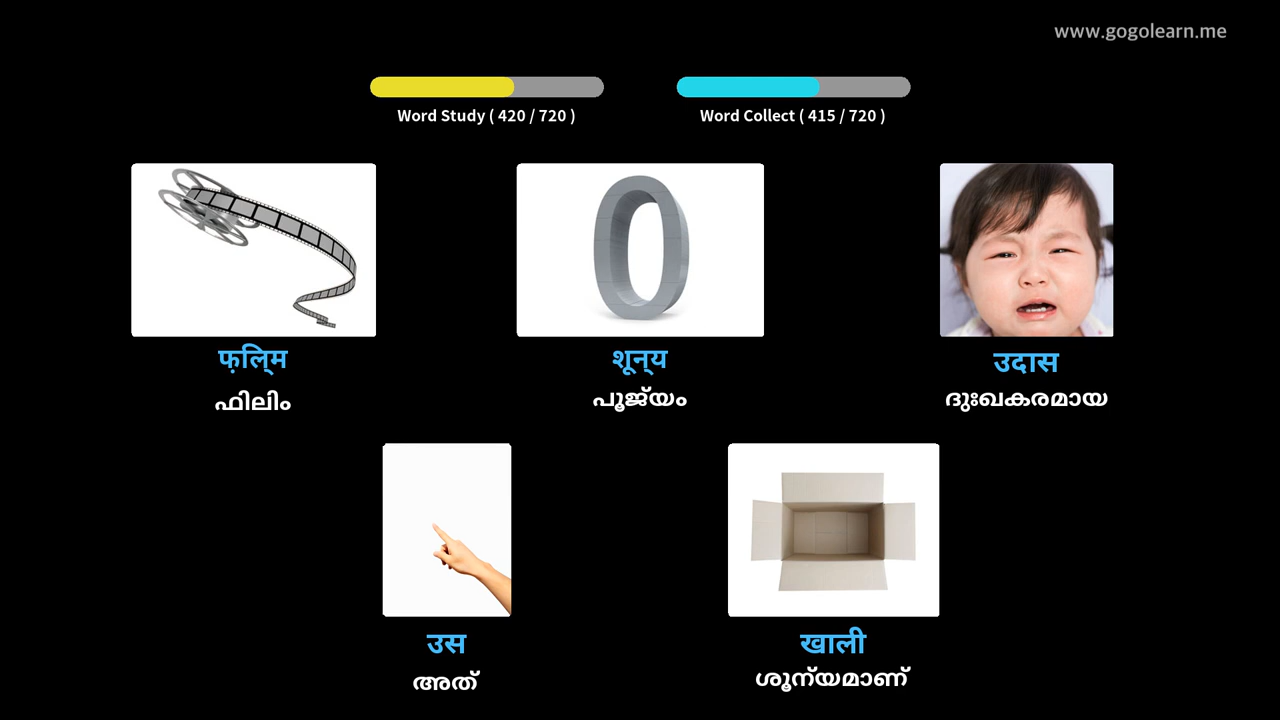 www.gogolearn.me
Word Study ( 420 / 720 )
Word Collect ( 415 / 720 )
फ़िल्म
ഫിലിം
शून्य
പൂജ്യം
उदास
ദുഃഖകരമായ
उस
അത്
खाली
ശൂന്യമാണ്